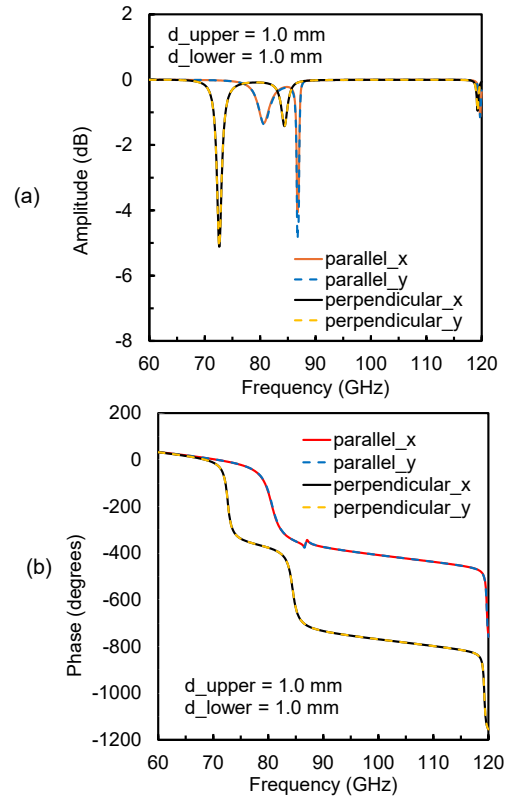 (a)
d_upper = 1.0 mm
d_lower = 1.0 mm
2
0
-2
-4
-6
-8
Amplitude (dB)
parallel_x
parallel_y
perpendicular_x
perpendicular_y
60 70 80 90 100 110 120
Frequency (GHz)
(b)
200
0
-200
-400
-600
-800
-1000
-1200
Phase (degrees)
parallel_x
parallel_y
perpendicular_x
perpendicular_y
d_upper = 1.0 mm
d_lower = 1.0 mm
60 70 80 90 100 110 120
Frequency (GHz)